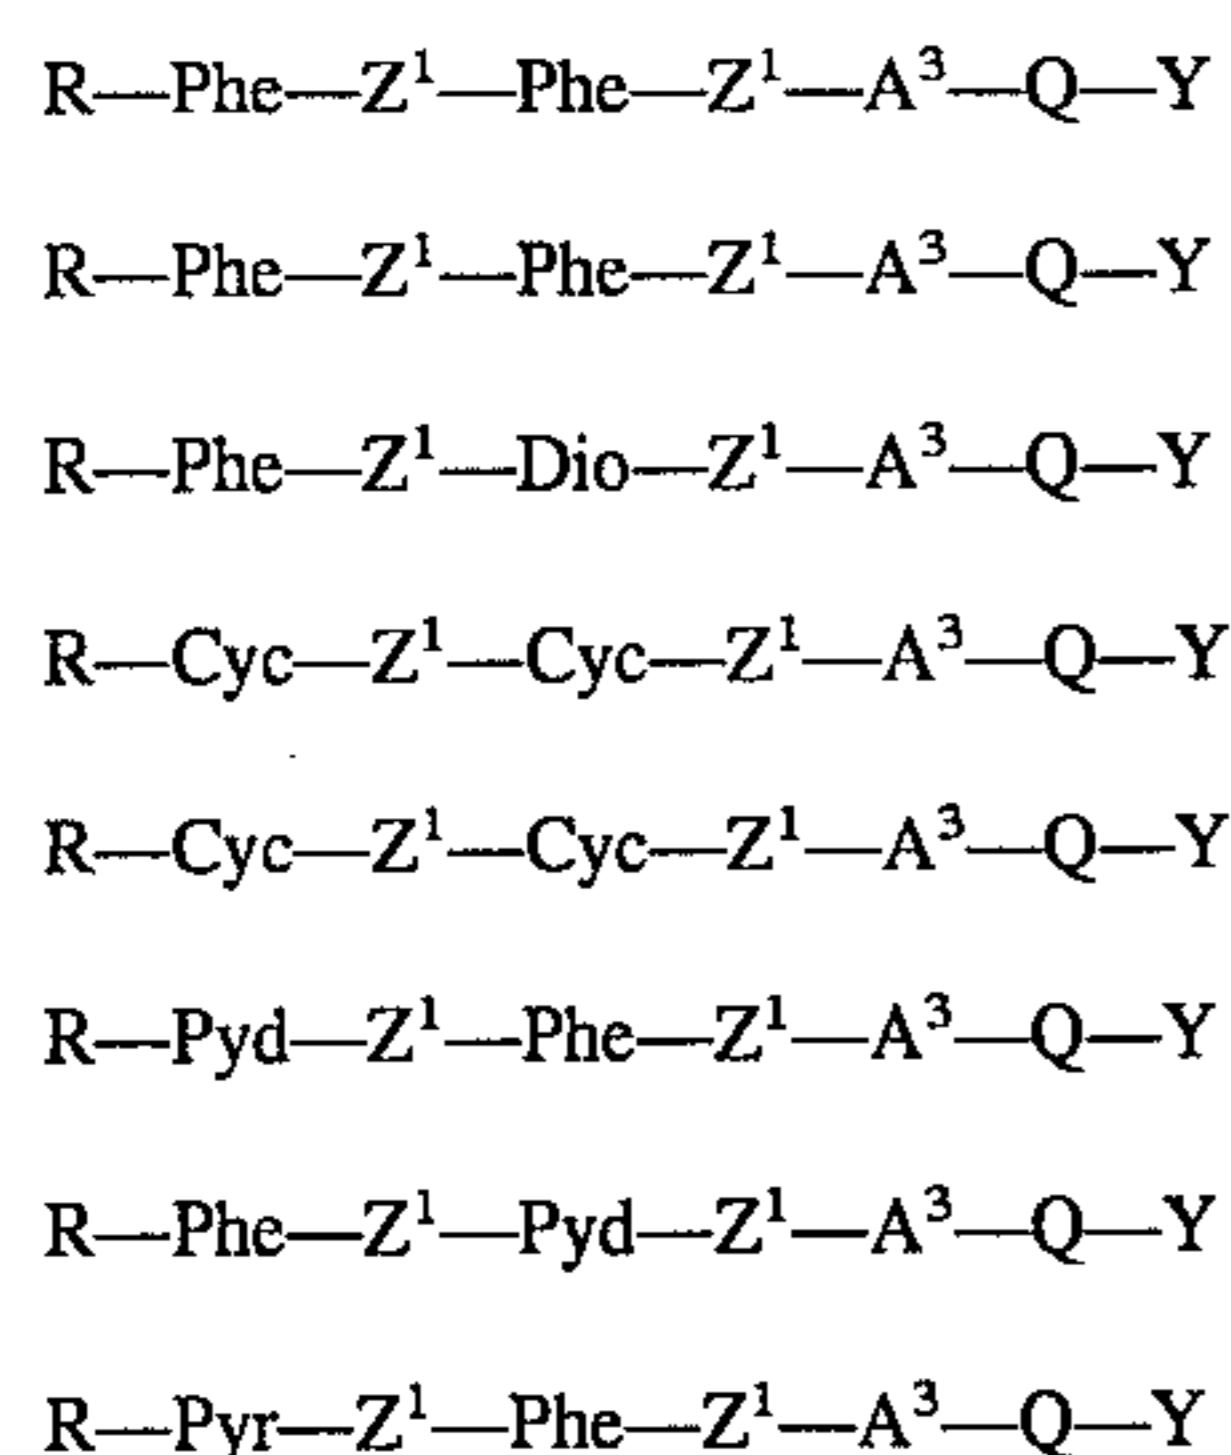 R—Phe—Z¹—Phe—Z¹—A³—Q—Y
R—Phe—Z¹—Phe—Z¹—A³—Q—Y
R—Phe—Z¹—Dio—Z¹—A³—Q—Y
R—Cyc—Z¹—Cyc—Z¹—A³—Q—Y
R—Cyc—Z¹—Cyc—Z¹—A³—Q—Y
R—Pyd—Z¹—Phe—Z¹—A³—Q—Y
R—Phe—Z¹—Pyd—Z¹—A³—Q—Y
R—Pyr—Z¹—Phe—Z¹—A³—Q—Y